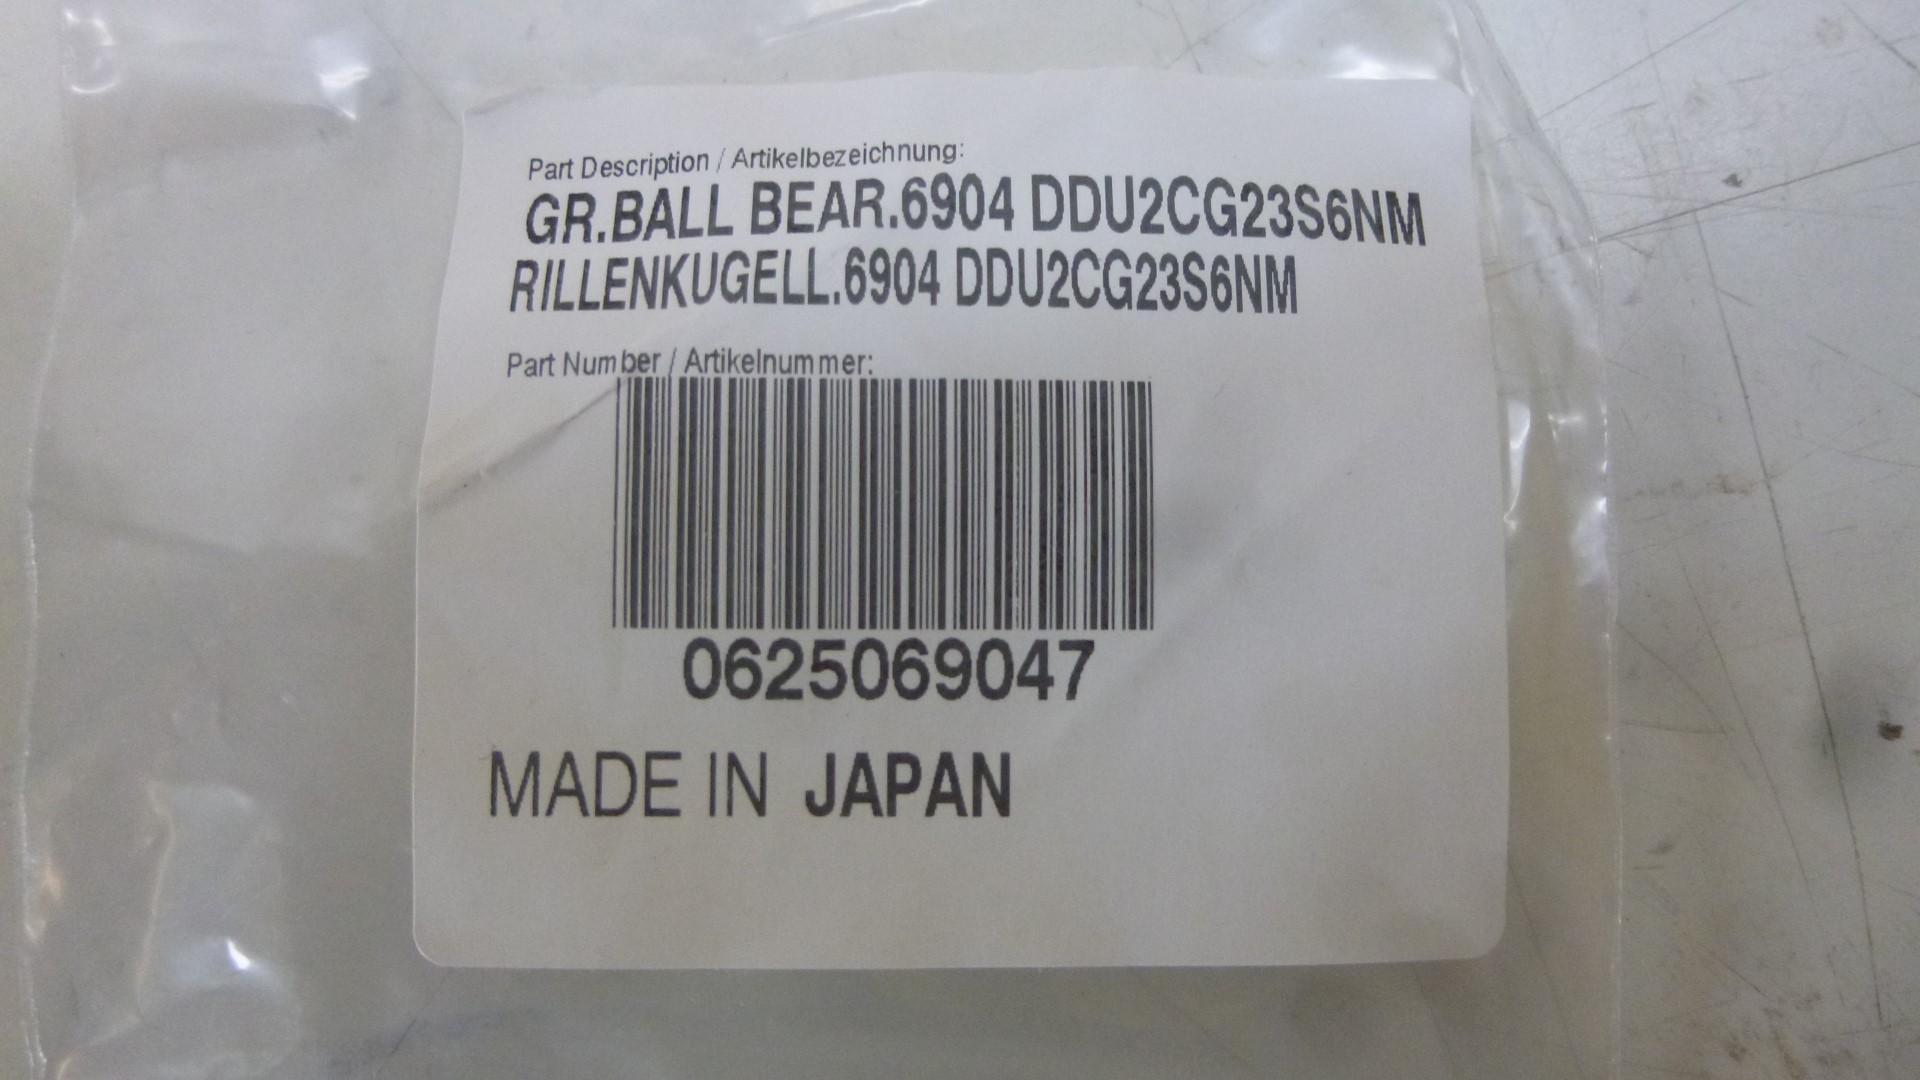 Part Description / Artikelbezeichnung:
GR.BALL BEAR.6904 DDU2CG23S6NM
RILLENKUGELL.6904 DDU2CG23S6NM
Part Number / Artikelnummer:
0625069047
MADE IN JAPAN